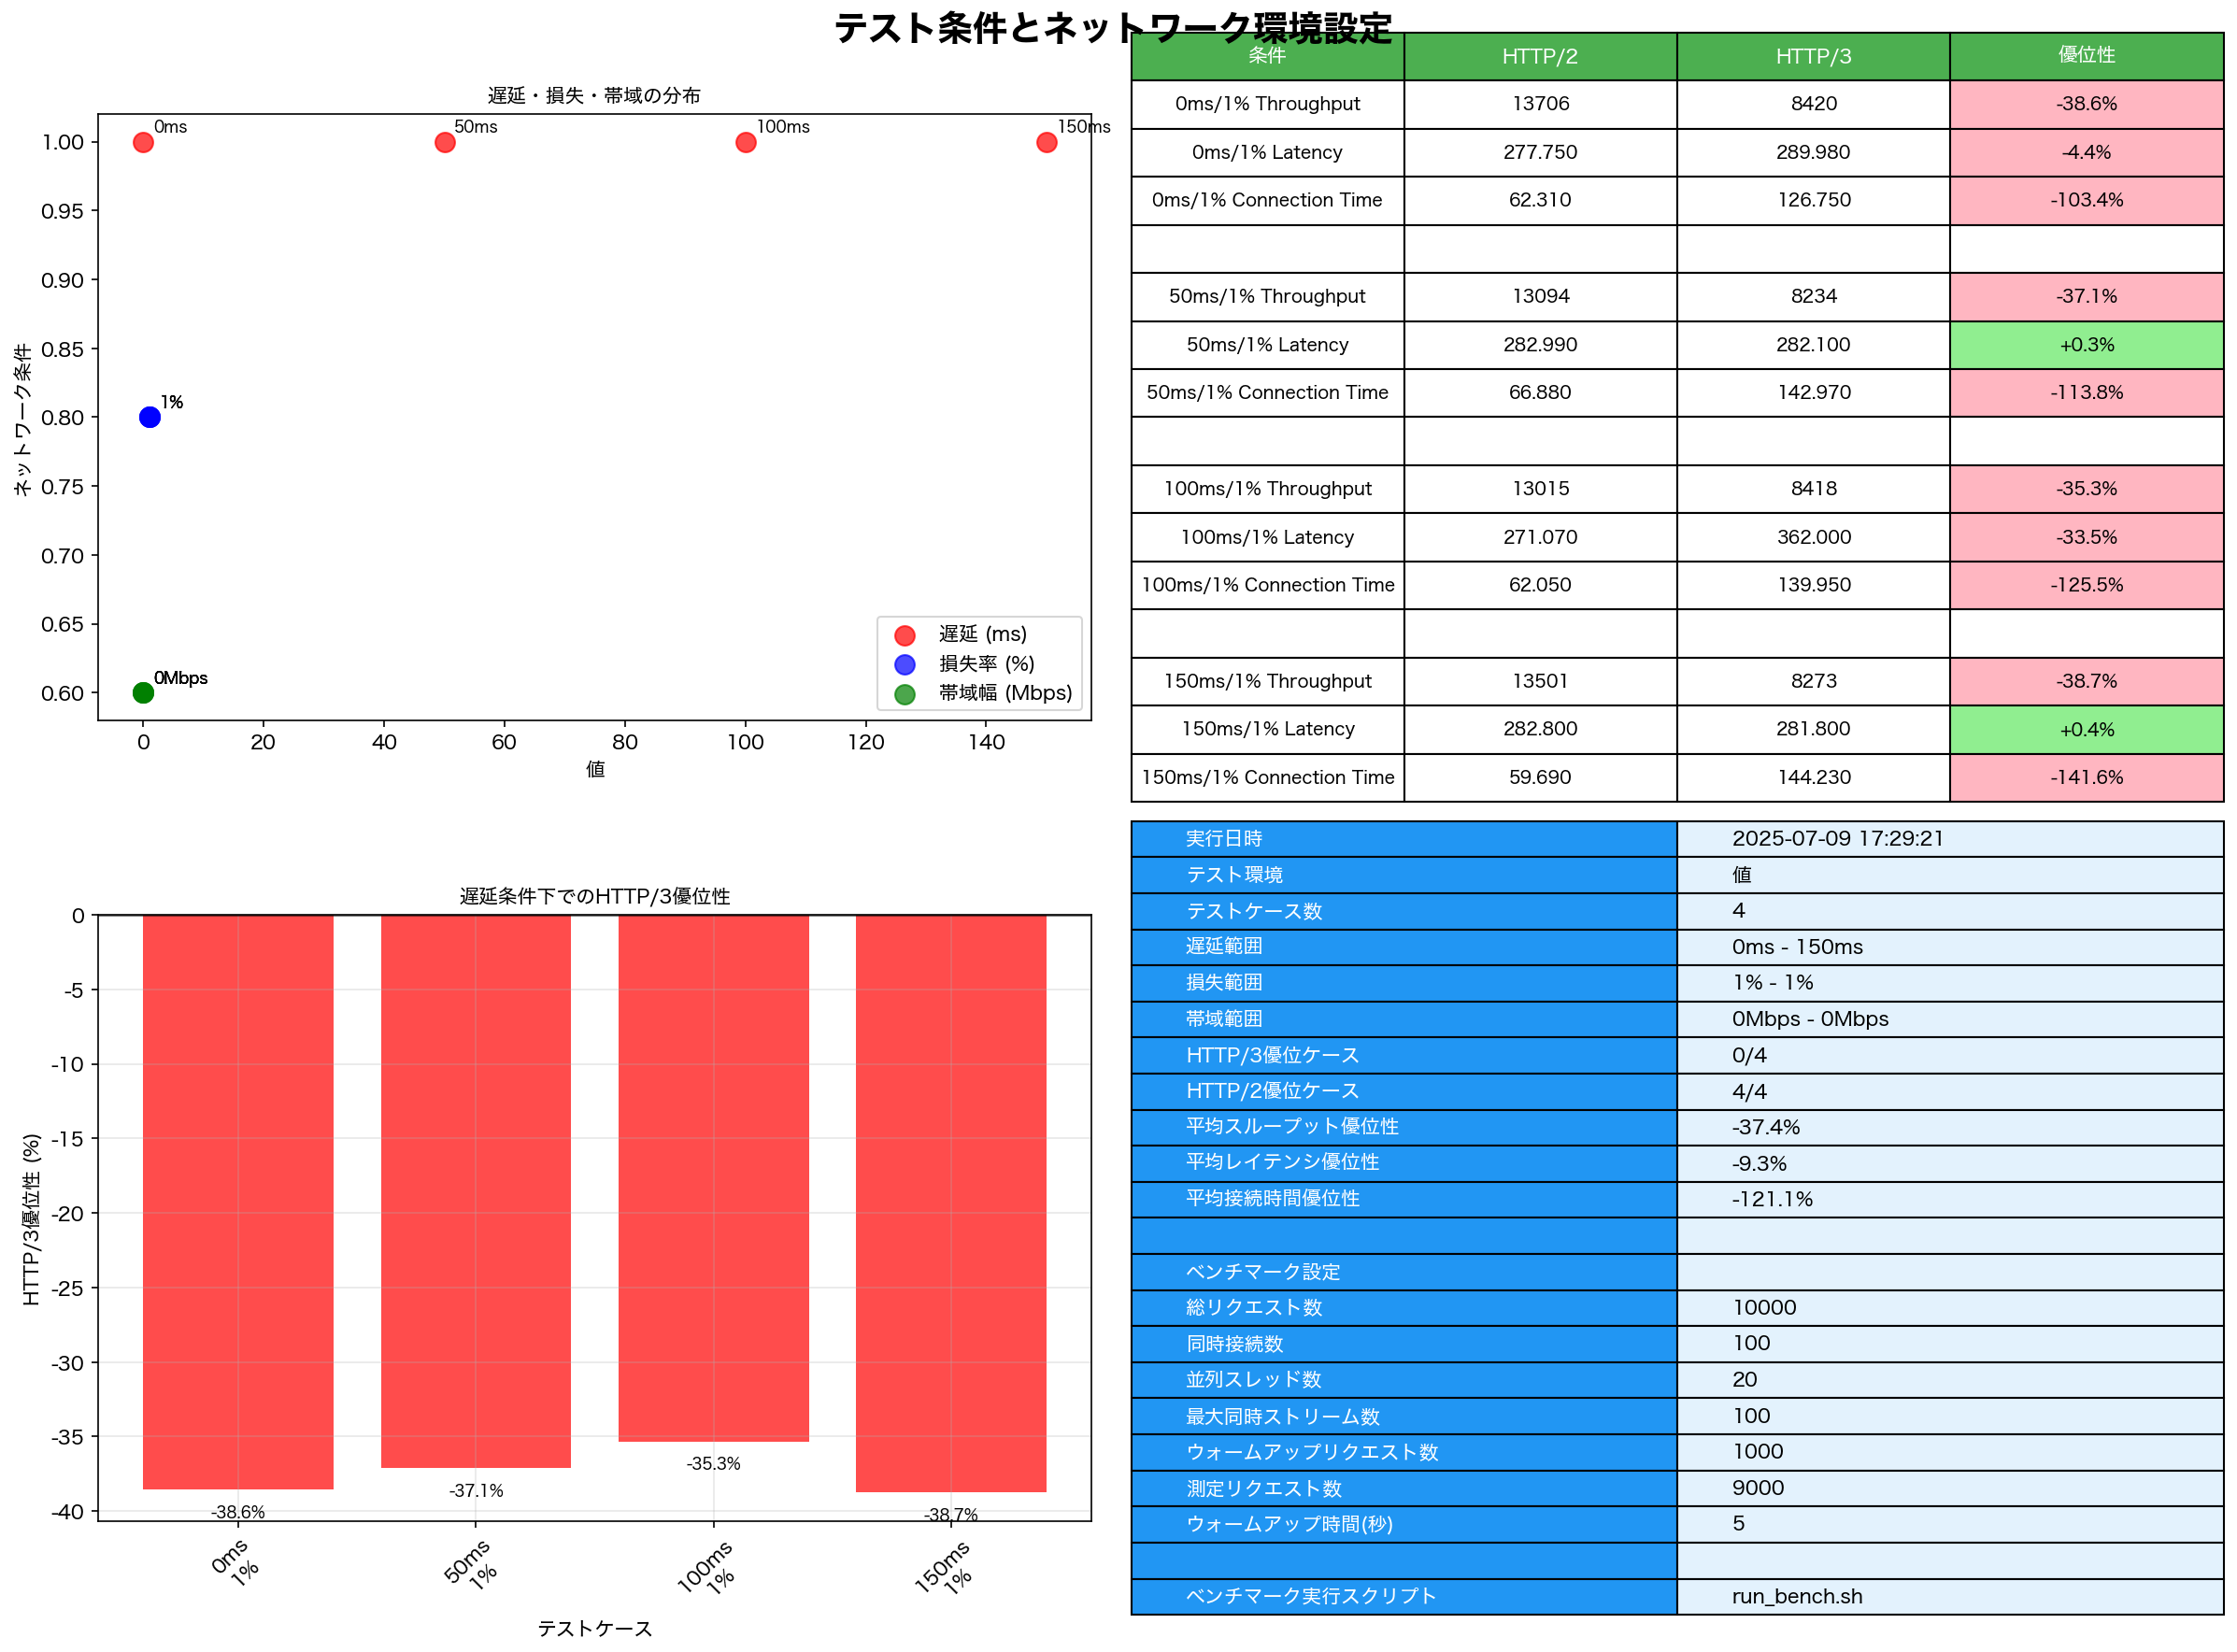 テスト条件とネットワーク環境設定
遅延・損失・帯域の分布
ネットワーク条件
1.00
0.95
0.90
0.85
0.80
0.75
0.70
0.65
0.60
0ms
50ms
100ms
150ms
1%
0Mbps
遅延 (ms)
損失率 (%)
帯域幅 (Mbps)
0 20 40 60 80 100 120 140
値
条件 HTTP/2 HTTP/3 優位性
0ms/1% Throughput 13706 8420 -38.6%
0ms/1% Latency 277.750 289.980 -4.4%
0ms/1% Connection Time 62.310 126.750 -103.4%
50ms/1% Throughput 13094 8234 -37.1%
50ms/1% Latency 282.990 282.100 +0.3%
50ms/1% Connection Time 66.880 142.970 -113.8%
100ms/1% Throughput 13015 8418 -35.3%
100ms/1% Latency 271.070 362.000 -33.5%
100ms/1% Connection Time 62.050 139.950 -125.5%
150ms/1% Throughput 13501 8273 -38.7%
150ms/1% Latency 282.800 281.800 +0.4%
150ms/1% Connection Time 59.690 144.230 -141.6%
遅延条件下でのHTTP/3優位性
HTTP/3優位性 (%)
0
-5
-10
-15
-20
-25
-30
-35
-40
-38.6%
-37.1%
-35.3%
-38.7%
0ms
1%
50ms
1%
100ms
1%
150ms
1%
テストケース
実行日時 2025-07-09 17:29:21
テスト環境 値
テストケース数 4
遅延範囲 0ms - 150ms
損失範囲 1% - 1%
帯域範囲 0Mbps - 0Mbps
HTTP/3優位ケース 0/4
HTTP/2優位ケース 4/4
平均スループット優位性 -37.4%
平均レイテンシ優位性 -9.3%
平均接続時間優位性 -121.1%
ベンチマーク設定
総リクエスト数 10000
同時接続数 100
並列スレッド数 20
最大同時ストリーム数 100
ウォームアップリクエスト数 1000
測定リクエスト数 9000
ウォームアップ時間(秒) 5
ベンチマーク実行スクリプト run_bench.sh